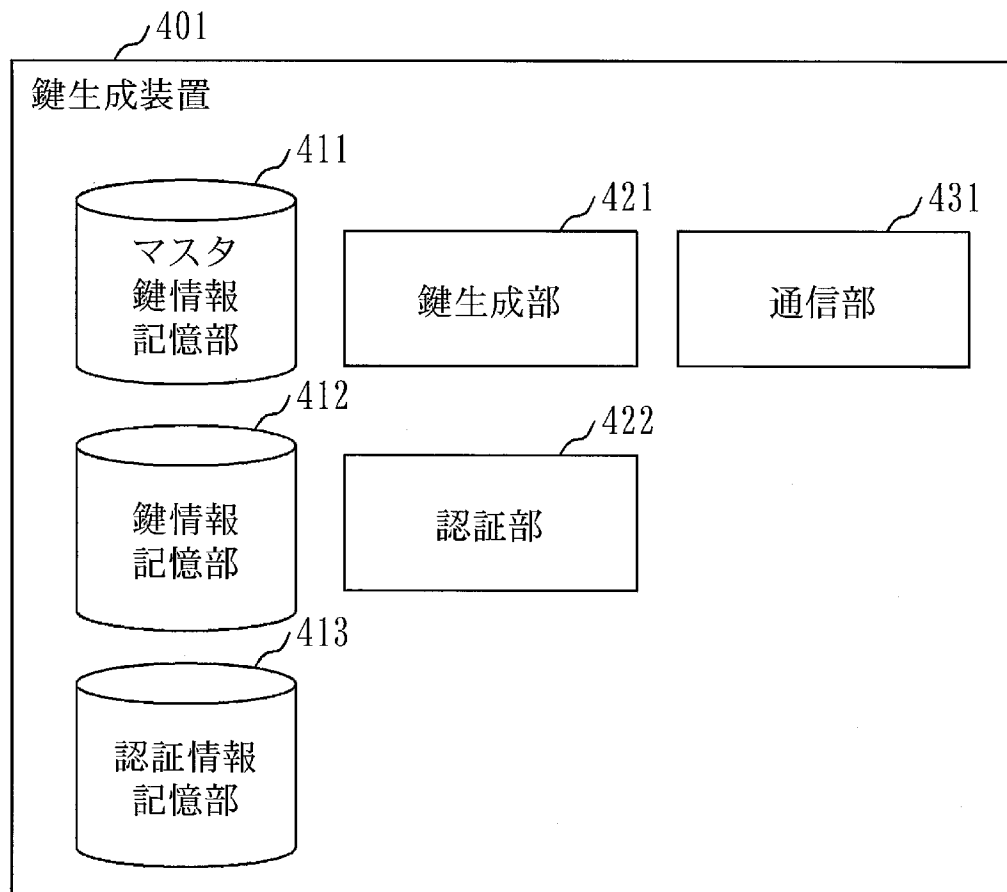 401
鍵生成装置
411
マスタ
鍵情報
記憶部
421
鍵生成部
431
通信部
412
鍵情報
記憶部
422
認証部
413
認証情報
記憶部